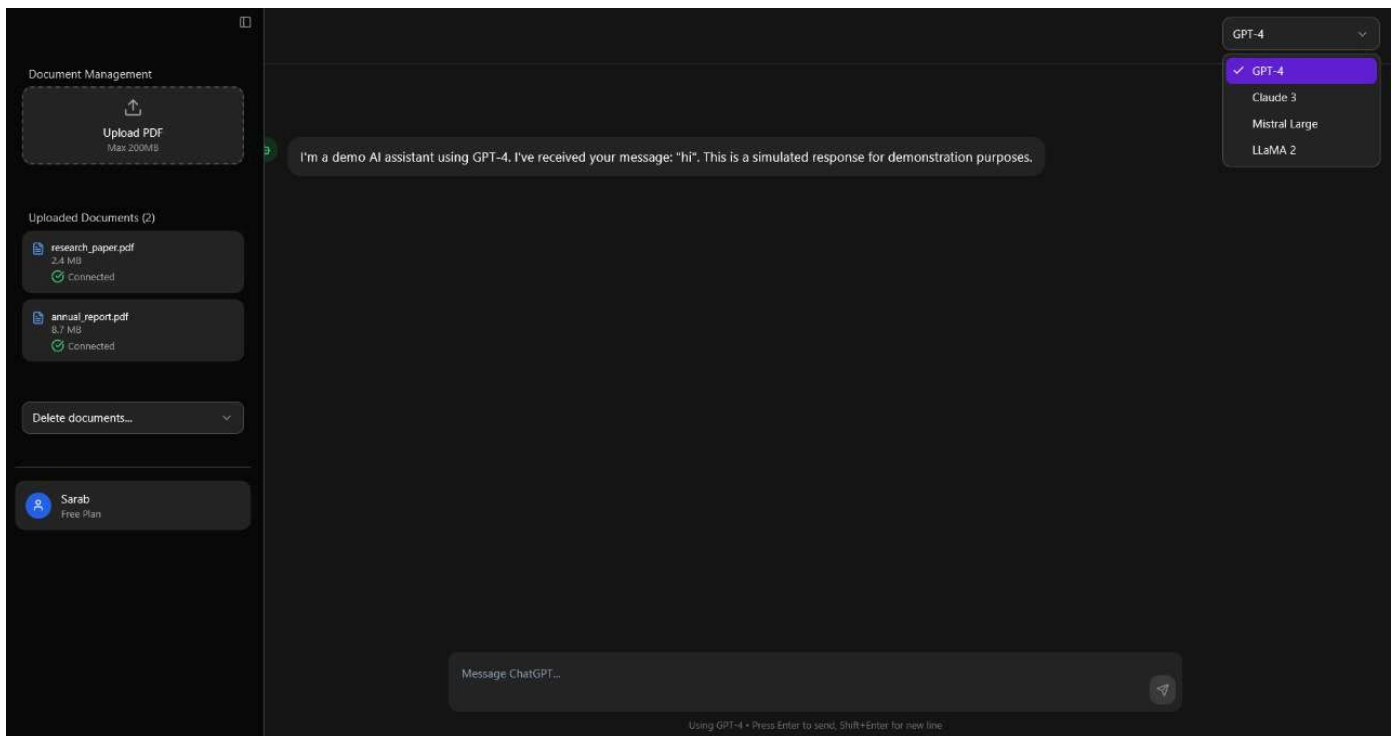 Document Management
Upload PDF
Max 200MB
Uploaded Documents (2)
research_paper.pdf
2.4 MB
Connected
annual_report.pdf
8.7 MB
Connected
Delete documents...
Sarab
Free Plan
GPT-4
GPT-4
Claude 3
Mistral Large
LLaMA 2
I'm a demo AI assistant using GPT-4. I've received your message: "hi". This is a simulated response for demonstration purposes.
Message ChatGPT...
Using GPT-4 • Press Enter to send, Shift+Enter for new line